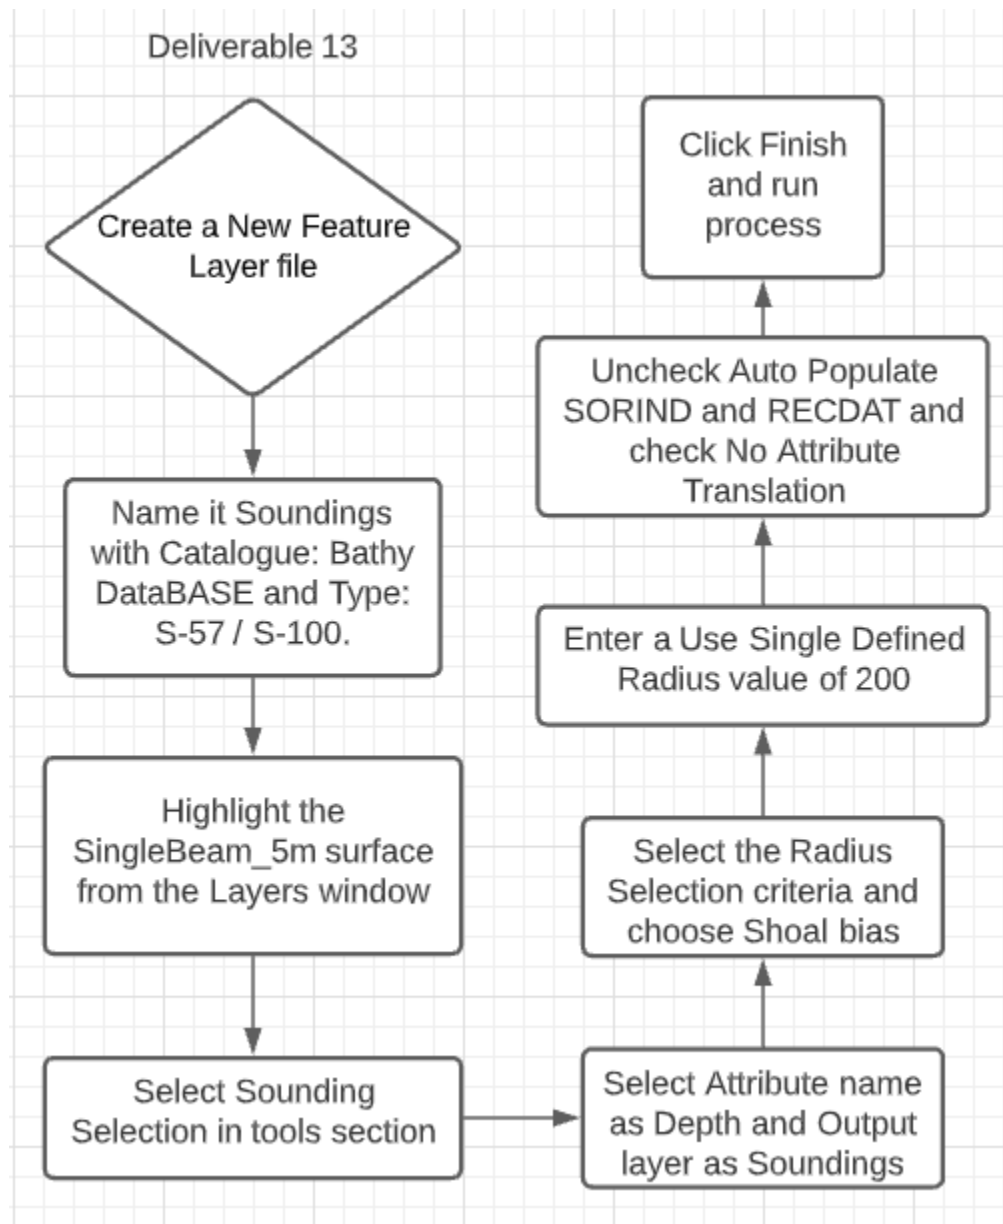 Deliverable 13
Create a New Feature
Layer file
Name it Soundings
with Catalogue: Bathy
DataBASE and Type:
S-57 / S-100.
Highlight the
SingleBeam_5m surface
from the Layers window
Select Sounding
Selection in tools section
Select Attribute name
as Depth and Output
layer as Soundings
Select the Radius
Selection criteria and
choose Shoal bias
Enter a Use Single Defined
Radius value of 200
Uncheck Auto Populate
SORIND and RECDAT and
check No Attribute
Translation
Click Finish
and run
process